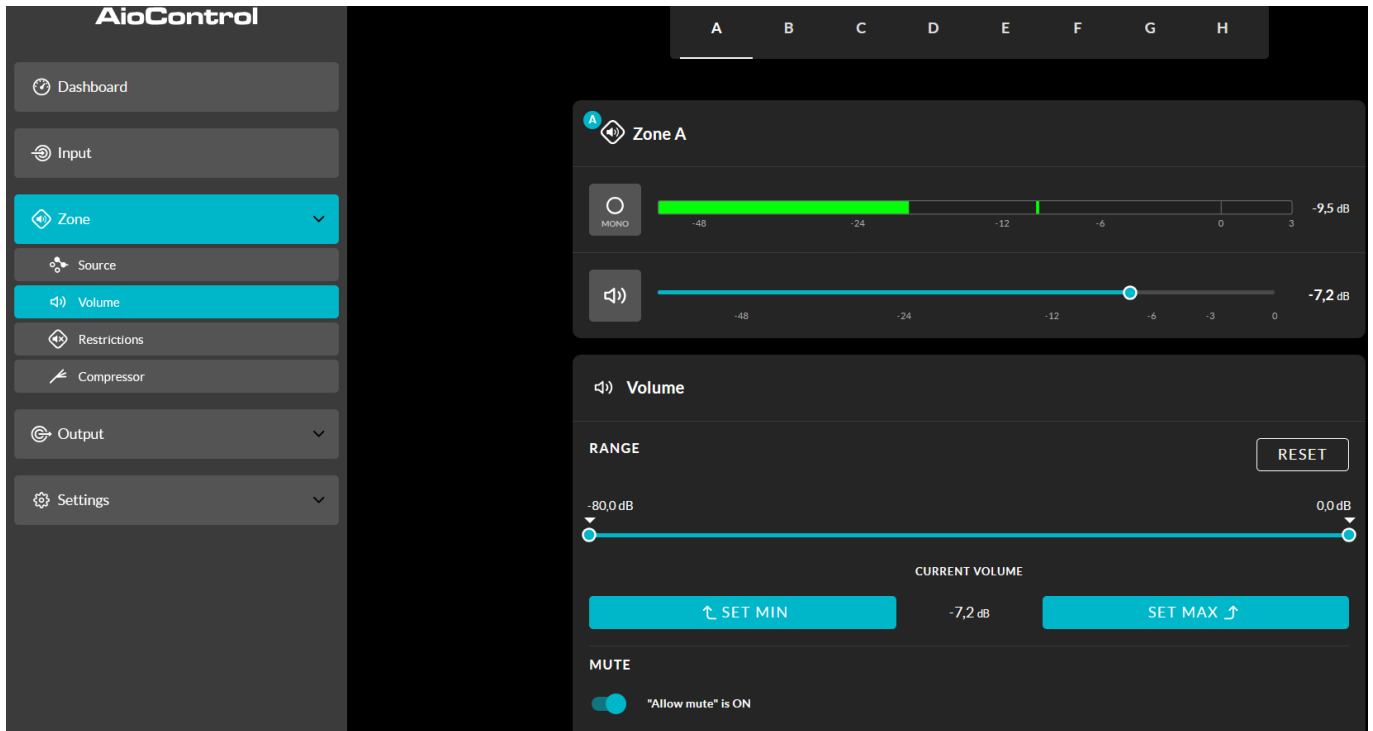 AioControl
Dashboard
Input
Zone
Source
Volume
Restrictions
Compressor
Output
Settings
A B C D E F G H
A
Zone A
MONO
-9,5 dB
-48 -24 -12 -6 0 3
-7,2 dB
-48 -24 -12 -6 -3 0
Volume
RANGE
RESET
-80,0 dB 0,0 dB
CURRENT VOLUME
SET MIN -7,2 dB SET MAX
MUTE
"Allow mute" is ON